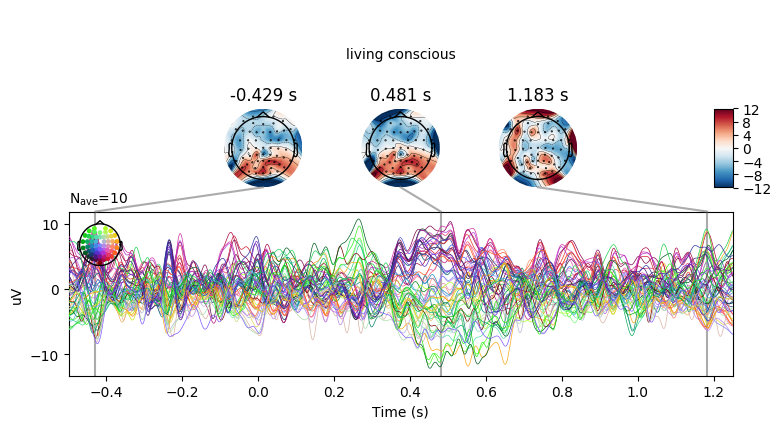 living conscious
-0.429 s 0.481 s 1.183 s
12
8
4
0
−4
−8
−12
Nave=10
10
0
−10
uV
−0.4 −0.2 0.0 0.2 0.4 0.6 0.8 1.0 1.2
Time (s)